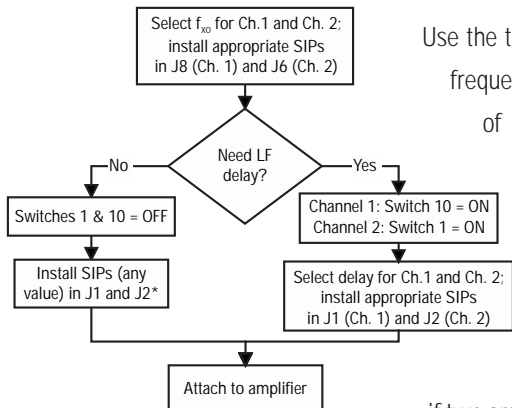 Select fxo for Ch.1 and Ch. 2;
install appropriate SIPs
in J8 (Ch. 1) and J6 (Ch. 2)
Use the
of
Need LF
delay?
No
Yes
Switches 1 & 10 = OFF
Channel 1: Switch 10 = ON
Channel 2: Switch 1 = ON
Install SIPs (any
value) in J1 and J2*
Select delay for Ch.1 and Ch. 2;
install appropriate SIPs
in J1 (Ch. 1) and J2 (Ch. 2)
Attach to amplifier